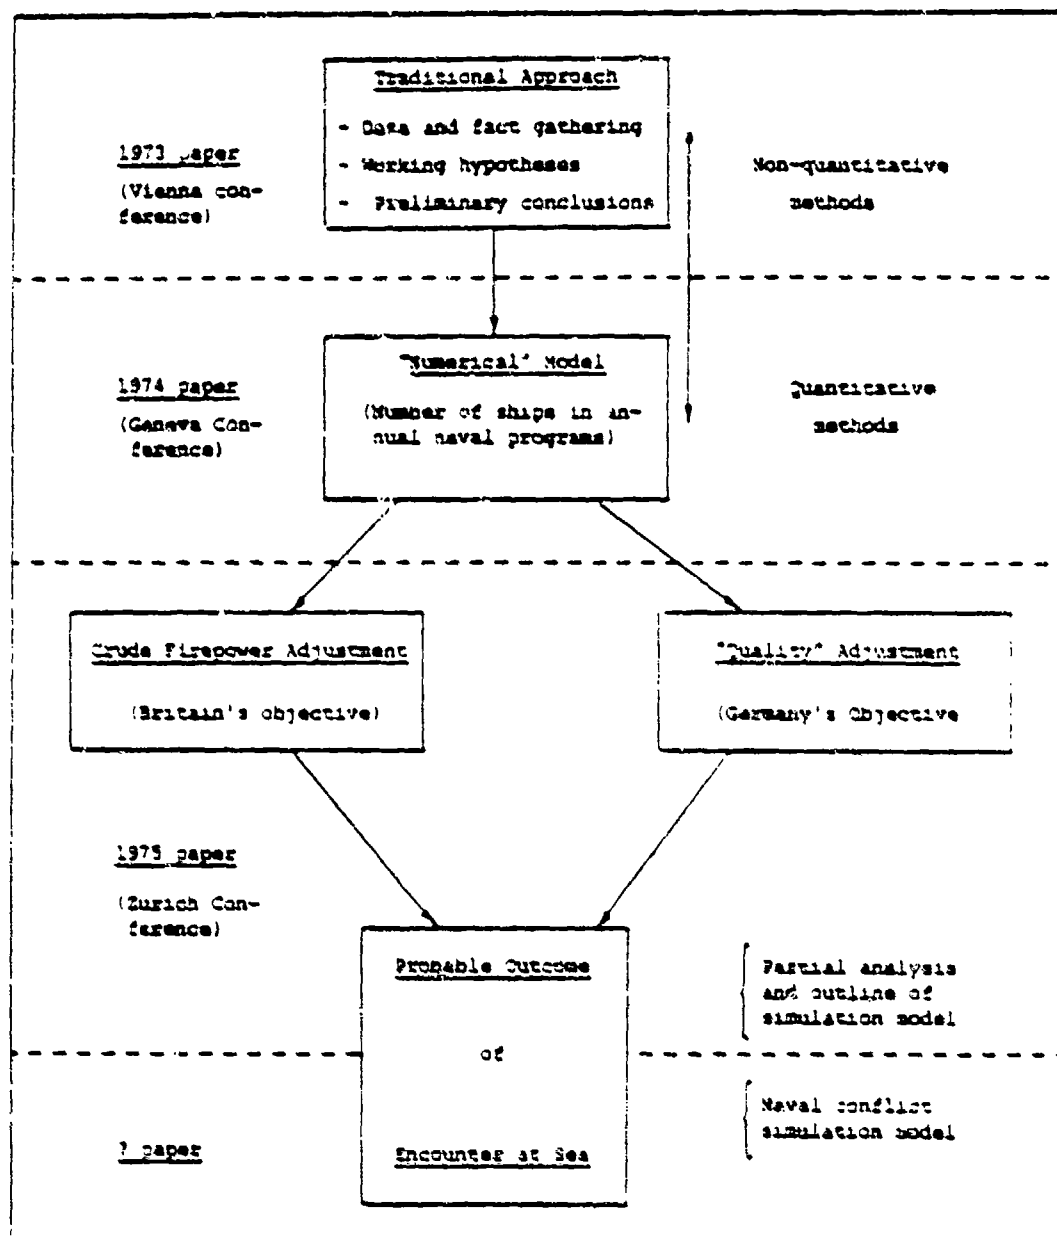 Traditional Approach
- Data and fact gathering
- Working hypotheses
- Preliminary conclusions
1973 paper
(Vienna con-
ference)
Non-quantitative
methods
"Numerical" Model
(Number of ships in an-
nual naval programs)
1974 paper
(Geneva Con-
ference)
Quantitative
methods
Crude Firepower Adjustment
(Britain's objective)
"Quality" Adjustment
(Germany's Objective
1975 paper
(Zurich Con-
ference)
Probable Outcome
of
Encounter at Sea
Partial analysis
and outline of
simulation model
Naval conflict
simulation model
? paper